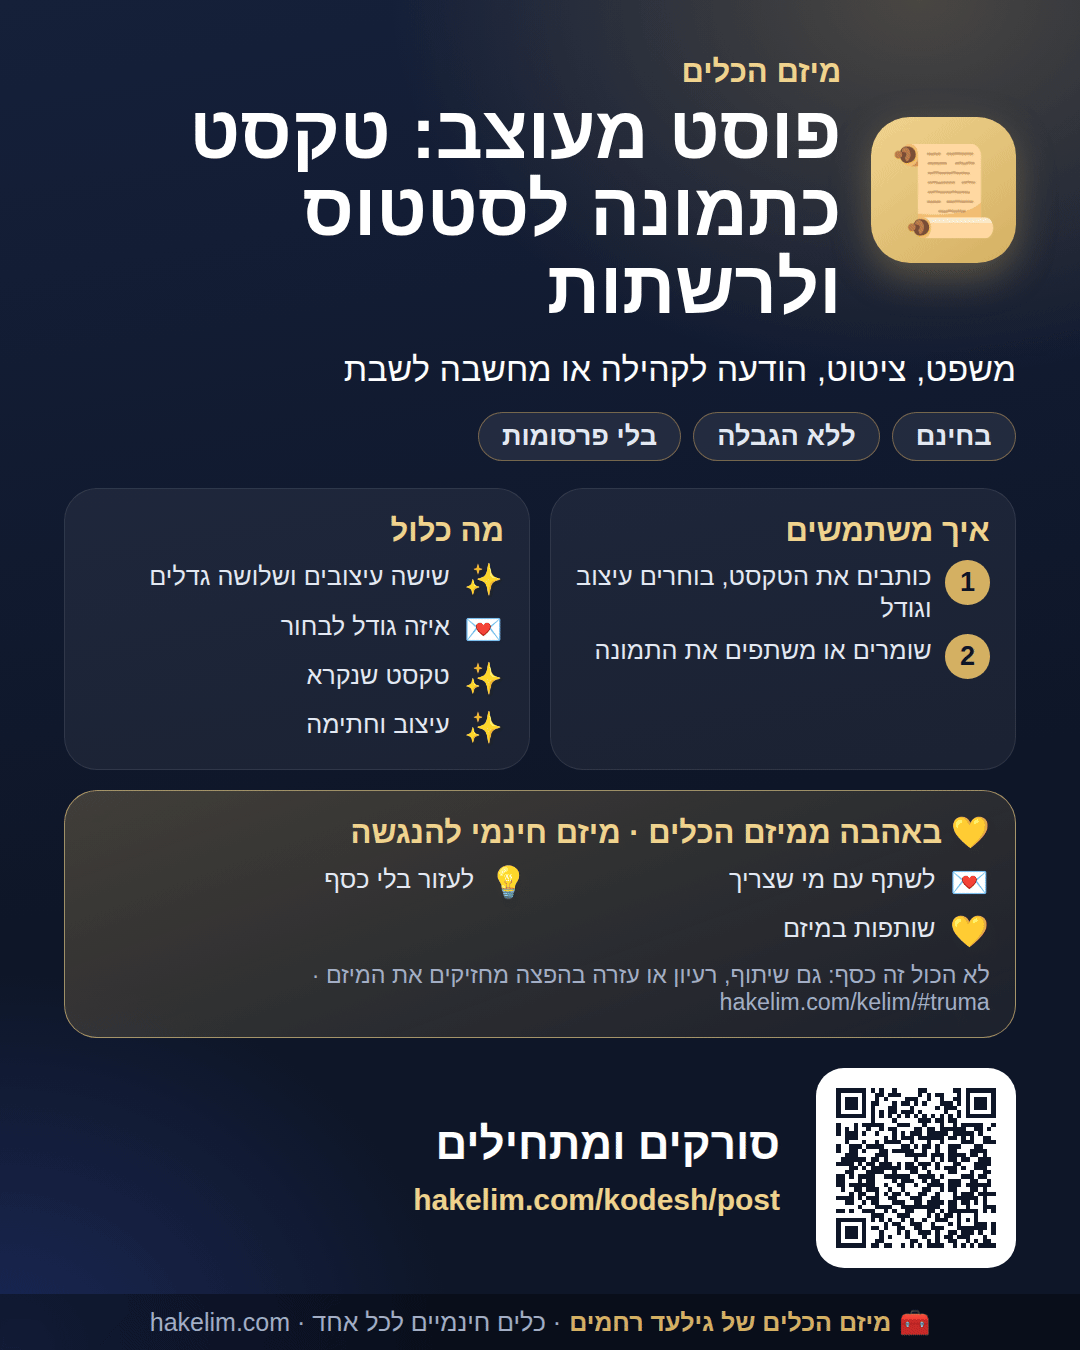 מיזם הכלים
פוסט מעוצב: טקסט
כתמונה לסטטוס
ולרשתות
משפט, ציטוט, הודעה לקהילה או מחשבה לשבת
בחינם
ללא הגבלה
בלי פרסומות
איך משתמשים
1 כותבים את הטקסט, בוחרים עיצוב
וגודל
2 שומרים או משתפים את התמונה
מה כלול
✨ שישה עיצובים ושלושה גדלים
💌 איזה גודל לבחור
✨ טקסט שנקרא
✨ עיצוב וחתימה
💛 באהבה ממיזם הכלים · מיזם חינמי להנגשה
💌 לשתף עם מי שצריך
💡 לעזור בלי כסף
💛 שותפות במיזם
לא הכול זה כסף: גם שיתוף, רעיון או עזרה בהפצה מחזיקים את המיזם ·
hakelim.com/kelim/#truma
סורקים ומתחילים
hakelim.com/kodesh/post
🧰 מיזם הכלים של גילעד רחמים · כלים חינמיים לכל אחד · hakelim.com